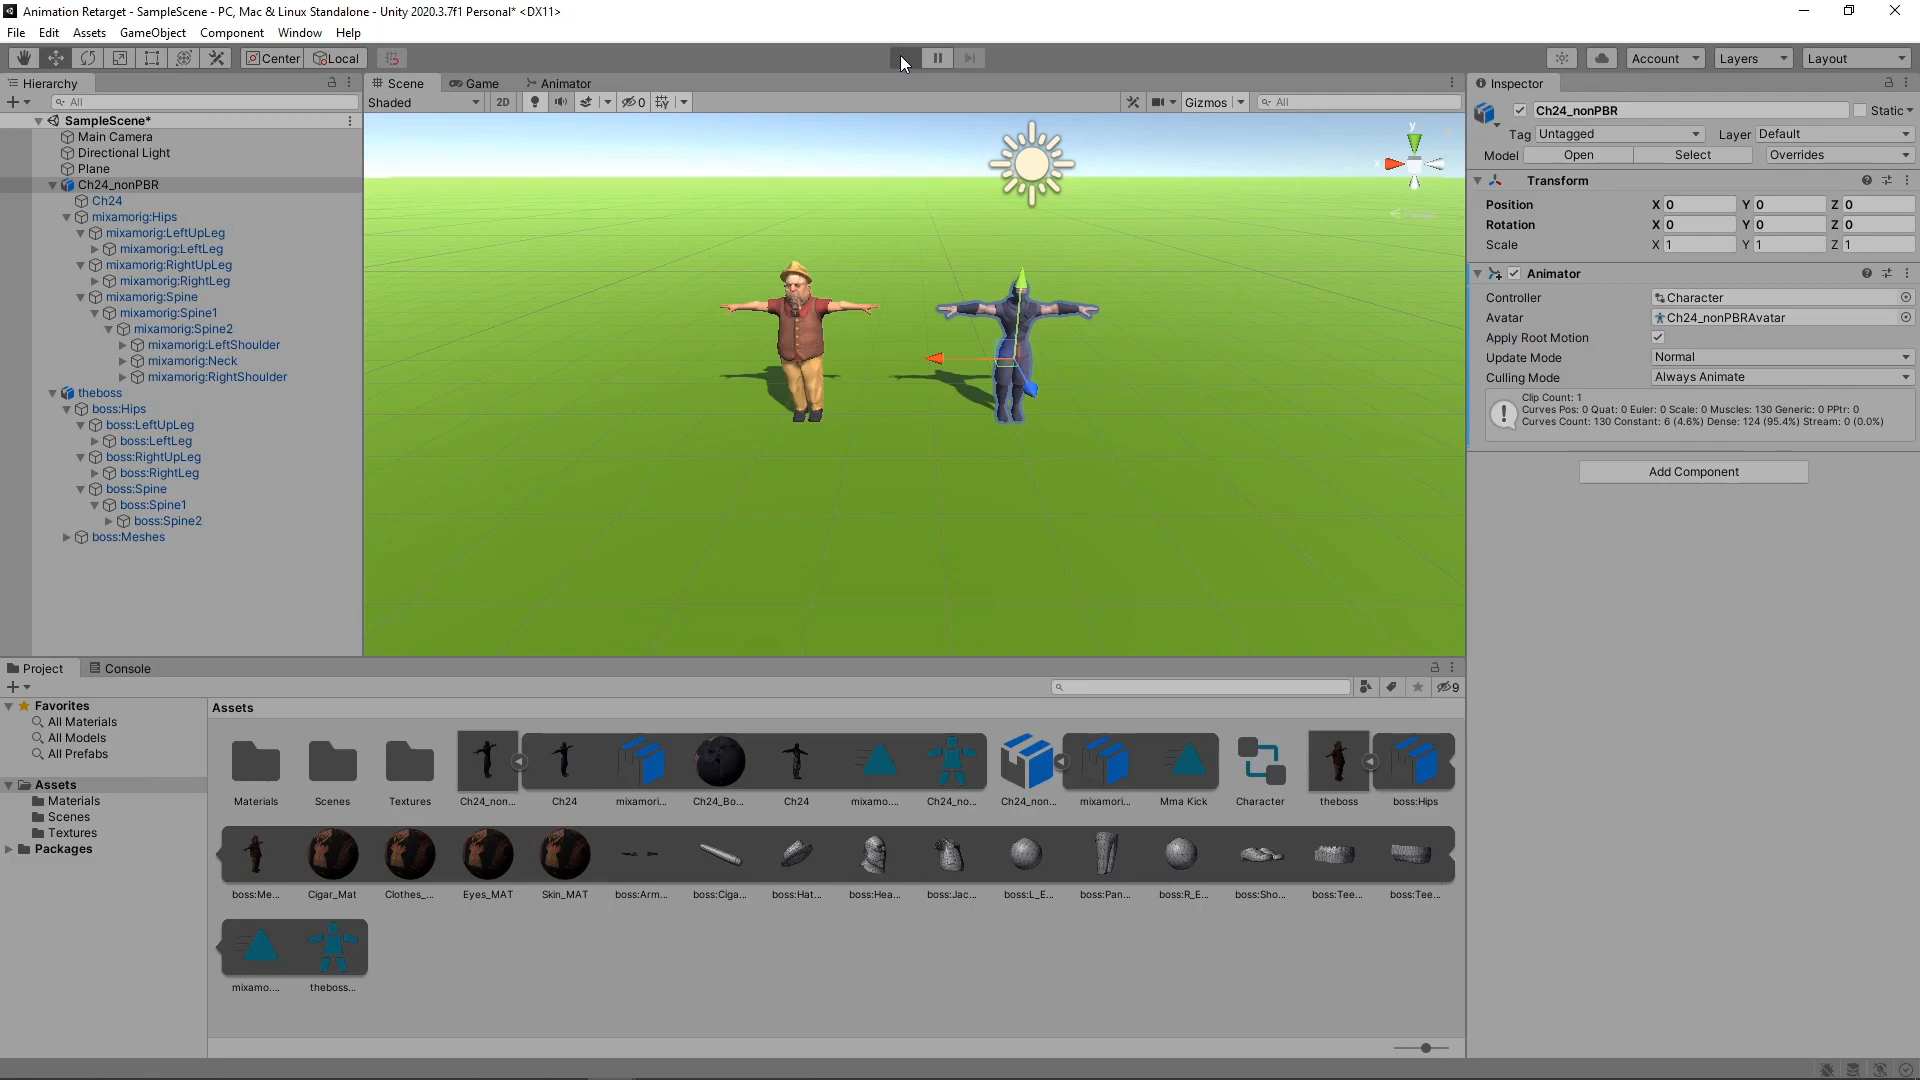 Animation Retarget - SampleScene - PC, Mac & Linux Standalone - Unity 2020.3.7f1 Personal* <DX11>
File Edit Assets GameObject Component Window Help
Center Local Account Layers Layout
Hierarchy
All
SampleScene*
Main Camera
Directional Light
Plane
Ch24_nonPBR
Ch24
mixamorig:Hips
mixamorig:LeftUpLeg
mixamorig:LeftLeg
mixamorig:RightUpLeg
mixamorig:RightLeg
mixamorig:Spine
mixamorig:Spine1
mixamorig:Spine2
mixamorig:LeftShoulder
mixamorig:Neck
mixamorig:RightShoulder
theboss
boss:Hips
boss:LeftUpLeg
boss:LeftLeg
boss:RightUpLeg
boss:RightLeg
boss:Spine
boss:Spine1
boss:Spine2
boss:Meshes
Scene Game Animator
Shaded 2D 0 Gizmos All
y
x
Inspector
Ch24_nonPBR Static
Tag Untagged Layer Default
Model Open Select Overrides
Transform
Position X 0 Y 0 Z 0
Rotation X 0 Y 0 Z 0
Scale X 1 Y 1 Z 1
Animator
Controller Character
Avatar Ch24_nonPBRAvatar
Apply Root Motion
Update Mode Normal
Culling Mode Always Animate
Clip Count: 1
Curves Pos: 0 Quat: 0 Euler: 0 Scale: 0 Muscles: 130 Generic: 0 PPtr: 0
Curves Count: 130 Constant: 6 (4.6%) Dense: 124 (95.4%) Stream: 0 (0.0%)
Add Component
Project Console
9
Favorites
All Materials
All Models
All Prefabs
Assets
Materials
Scenes
Textures
Packages
Assets
Materials Scenes Textures Ch24_non... Ch24 mixamori... Ch24_Bo... Ch24 mixamo.... Ch24_no... Ch24_non... mixamori... Mma Kick Character theboss boss:Hips
boss:Me... Cigar_Mat Clothes_... Eyes_MAT Skin_MAT boss:Arm... boss:Ciga... boss:Hat... boss:Hea... boss:Jac... boss:L_E... boss:Pan... boss:R_E... boss:Sho... boss:Tee... boss:Tee...
mixamo.... theboss...